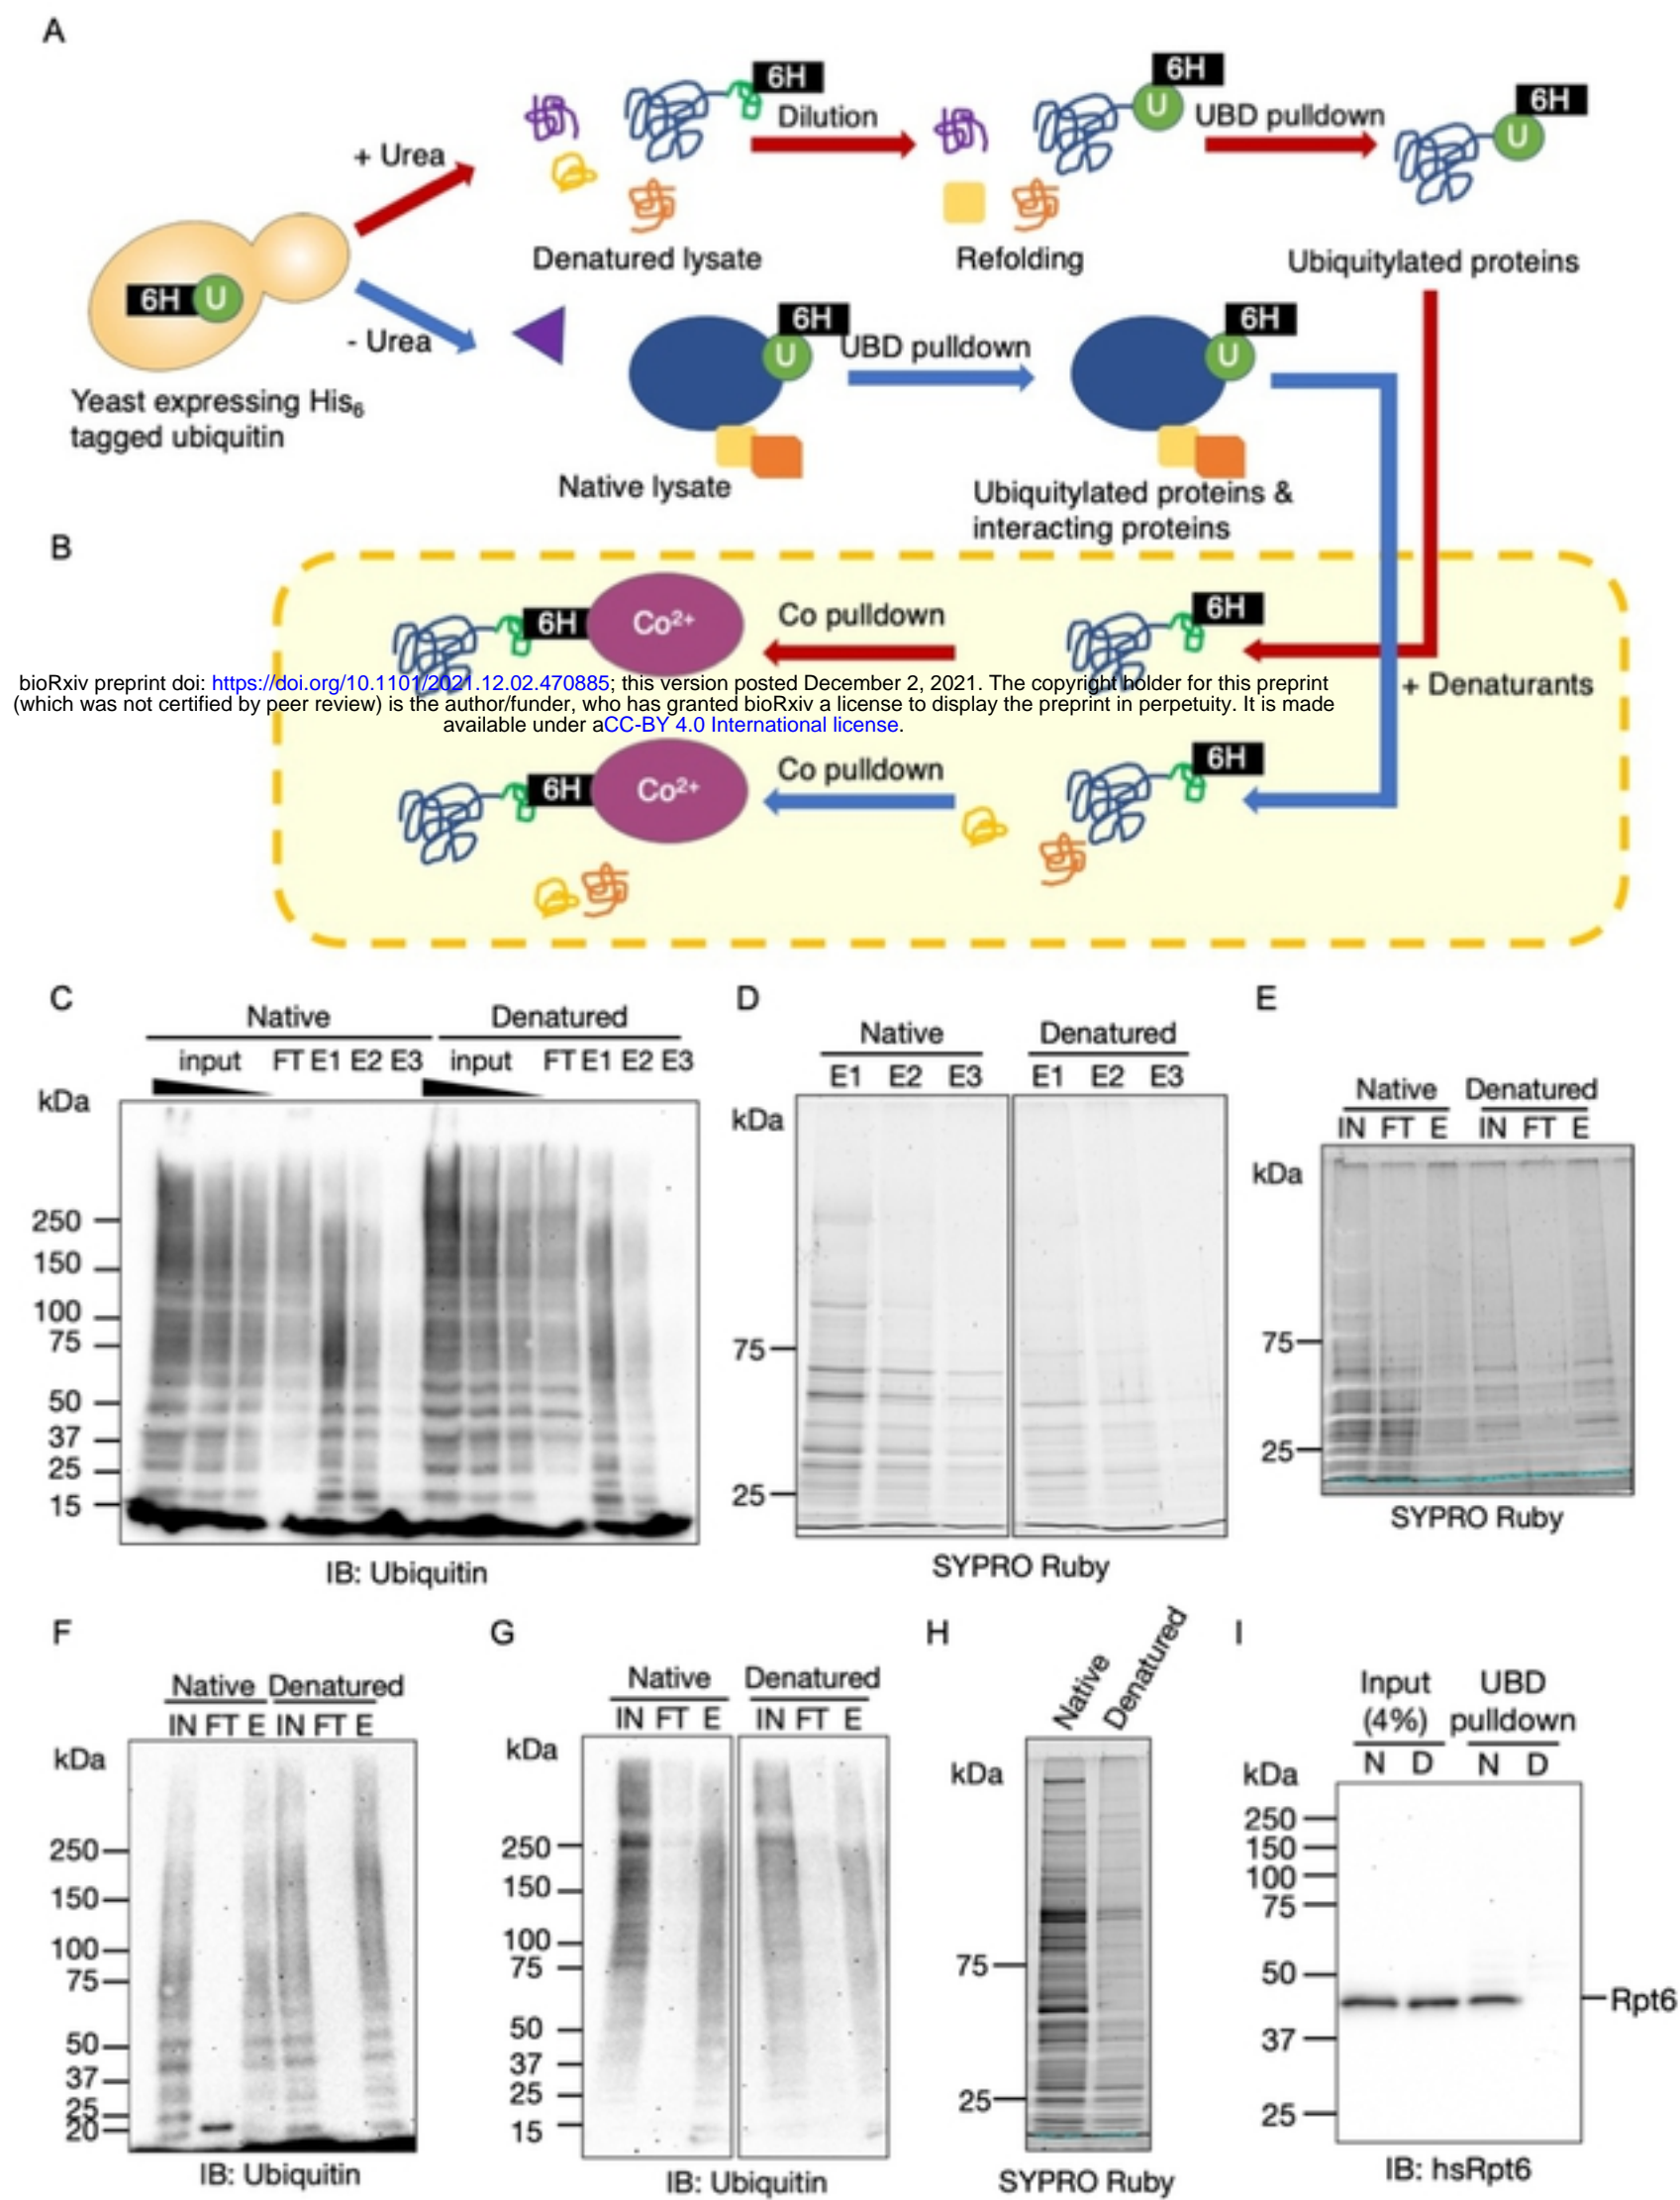 A
6H
6H
6H
Dilution
U
UBD pulldown
U
+ Urea
Denatured lysate
Refolding
Ubiquitylated proteins
6H U
- Urea
6H
U
UBD pulldown
6H
U
Yeast expressing His6
tagged ubiquitin
Native lysate
Ubiquitylated proteins &
interacting proteins
B
6H
Co2+
Co pulldown
6H
+ Denaturants
bioRxiv preprint doi: https://doi.org/10.1101/2021.12.02.470885; this version posted December 2, 2021. The copyright holder for this preprint
(which was not certified by peer review) is the author/funder, who has granted bioRxiv a license to display the preprint in perpetuity. It is made
available under aCC-BY 4.0 International license.
6H
Co2+
Co pulldown
6H
C
Native Denatured
input FT E1 E2 E3 input FT E1 E2 E3
kDa
250
150
100
75
50
37
25
15
IB: Ubiquitin
D
Native Denatured
E1 E2 E3 E1 E2 E3
kDa
75
25
SYPRO Ruby
E
Native Denatured
IN FT E IN FT E
kDa
75
25
SYPRO Ruby
F
Native Denatured
IN FT E IN FT E
kDa
250
150
100
75
50
37
25
20
IB: Ubiquitin
G
Native Denatured
IN FT E IN FT E
kDa
250
150
100
75
50
37
25
15
IB: Ubiquitin
H
Native
Denatured
kDa
75
25
SYPRO Ruby
I
Input UBD
(4%) pulldown
N D N D
kDa
250
150
100
75
50
Rpt6
37
25
IB: hsRpt6